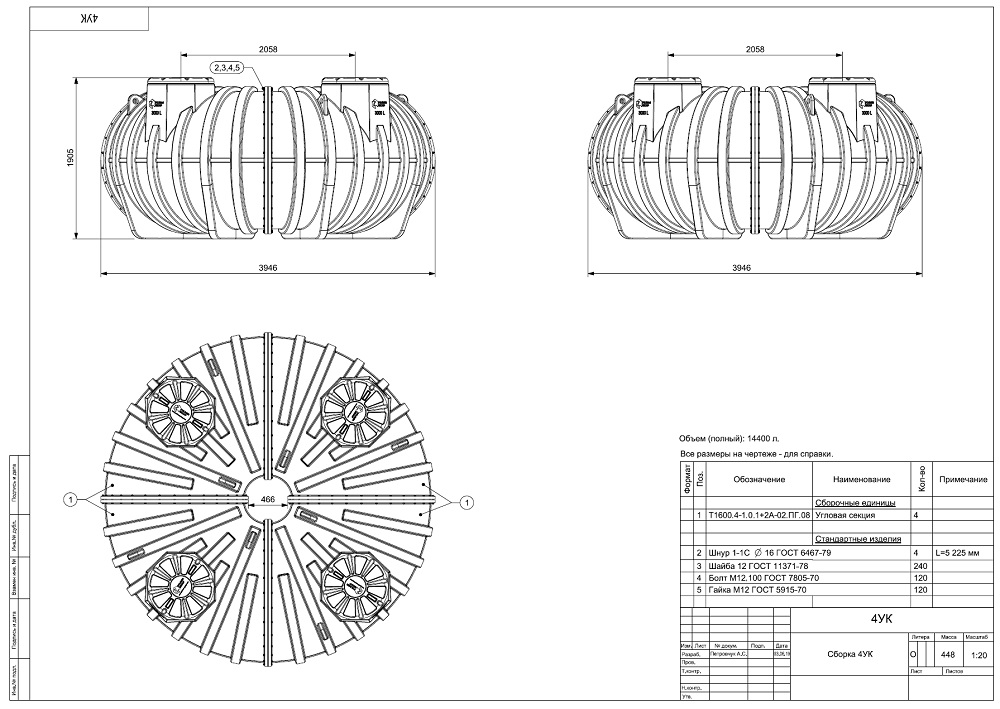 4УК
2058
2,3,4,5
3000 L
3000 L
1905
3946
2058
3000 L
3000 L
3946
1
466
1
Объем (полный): 14400 л.
Все размеры на чертеже - для справки.
Формат Поз. Обозначение Наименование Кол-во Примечание
Сборочные единицы
1 Т1600.4-1.0.1+2А-02.ПГ.08 Угловая секция 4
Стандартные изделия
2 Шнур 1-1С ∅ 16 ГОСТ 6467-79 4 L=5 225 мм
3 Шайба 12 ГОСТ 11371-78 240
4 Болт М12.100 ГОСТ 7805-70 120
5 Гайка М12 ГОСТ 5915-70 120
4УК
Изм. Лист № докум. Подп. Дата
Разраб. Петровчук А.С.
Пров.
Т.контр.
Н.контр.
Утв.
Сборка 4УК
Литера Масса Масштаб
О 448 1:20
Лист Листов
Подпись и дата
Инв.№ дубл.
Взамен инв. №
Подпись и дата
Инв.№ подл.